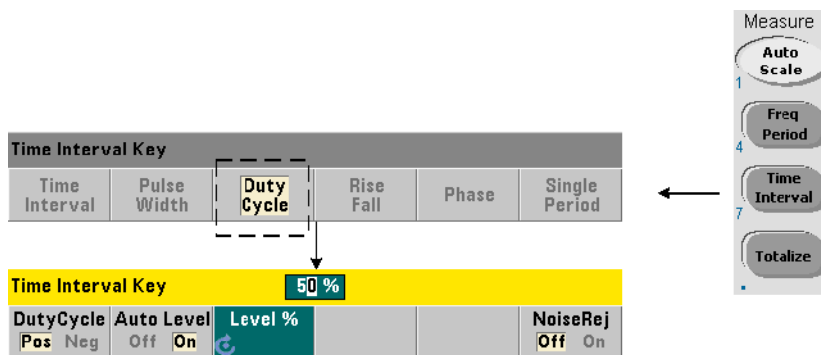 Measure
Auto
Scale
1
Freq
Period
4
Time
Interval
7
Totalize
.
Time Interval Key
Time
Interval
Pulse
Width
Duty
Cycle
Rise
Fall
Phase
Single
Period
Time Interval Key 50 %
DutyCycle
Pos Neg
Auto Level
Off On
Level %
NoiseRej
Off On